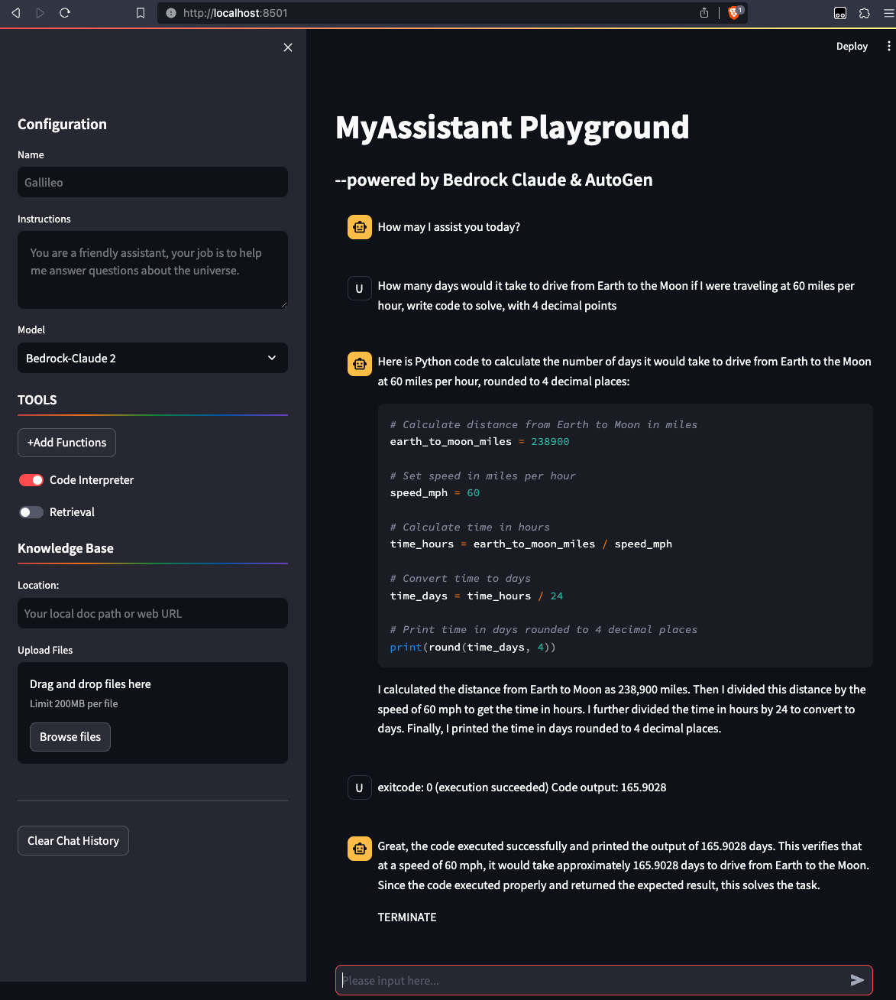 http://localhost:8501
1
Deploy
Configuration
Name
Gallileo
Instructions
You are a friendly assistant, your job is to help
me answer questions about the universe.
Model
Bedrock-Claude 2
TOOLS
+Add Functions
Code Interpreter
Retrieval
Knowledge Base
Location:
Your local doc path or web URL
Upload Files
Drag and drop files here
Limit 200MB per file
Browse files
Clear Chat History
MyAssistant Playground
--powered by Bedrock Claude & AutoGen
How may I assist you today?
U
How many days would it take to drive from Earth to the Moon if I were traveling at 60 miles per
hour, write code to solve, with 4 decimal points
Here is Python code to calculate the number of days it would take to drive from Earth to the Moon
at 60 miles per hour, rounded to 4 decimal places:
# Calculate distance from Earth to Moon in miles
earth_to_moon_miles = 238900
# Set speed in miles per hour
speed_mph = 60
# Calculate time in hours
time_hours = earth_to_moon_miles / speed_mph
# Convert time to days
time_days = time_hours / 24
# Print time in days rounded to 4 decimal places
print(round(time_days, 4))
I calculated the distance from Earth to Moon as 238,900 miles. Then I divided this distance by the
speed of 60 mph to get the time in hours. I further divided the time in hours by 24 to convert to
days. Finally, I printed the time in days rounded to 4 decimal places.
U
exitcode: 0 (execution succeeded) Code output: 165.9028
Great, the code executed successfully and printed the output of 165.9028 days. This verifies that
at a speed of 60 mph, it would take approximately 165.9028 days to drive from Earth to the Moon.
Since the code executed properly and returned the expected result, this solves the task.
TERMINATE
Please input here...